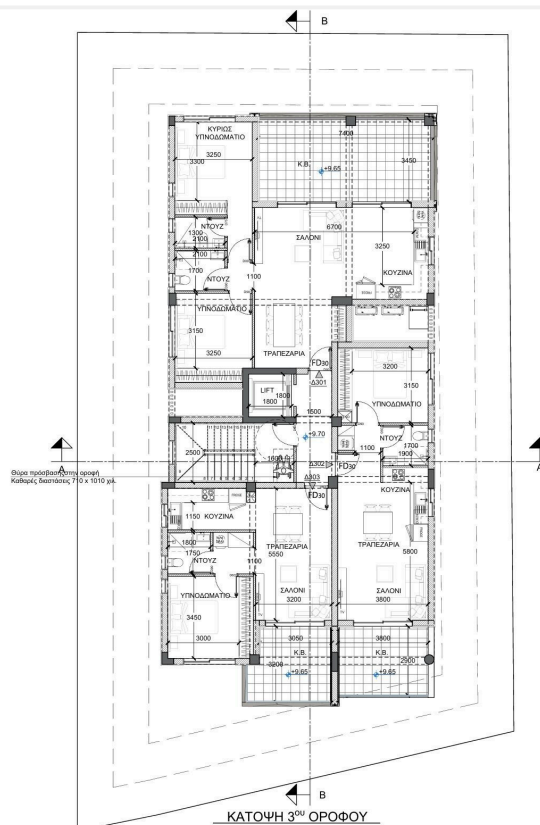 B
ΚΥΡΙΩΣ
ΥΠΝΟΔΩΜΑΤΙΟ
3250
3300
7400
K.B.
+9.65
3450
ΝΤΟΥΖ
1300
2100
ΣΑΛΟΝΙ
6700
3250
2100
1700
ΝΤΟΥΖ
1100
ΚΟΥΖΙΝΑ
ΥΠΝΟΔΩΜΑΤΙΟ
3150
3250
ΤΡΑΠΕΖΑΡΙΑ
FD30
Δ301
3200
3150
LIFT
1800
1800
ΥΠΝΟΔΩΜΑΤΙΟ
1600
+9.70
ΝΤΟΥΖ
1100
1700
1900
2500
1600
Δ302
FD30
A
A
Θύρα πρόσβασης στην οροφή
Καθαρές διαστάσεις 710 x 1010 χιλ.
Δ303
FD30
ΚΟΥΖΙΝΑ
1150
ΚΟΥΖΙΝΑ
1800
1750
ΝΤΟΥΖ
1100
ΤΡΑΠΕΖΑΡΙΑ
5550
ΤΡΑΠΕΖΑΡΙΑ
5800
ΥΠΝΟΔΩΜΑΤΙΟ
3450
3000
ΣΑΛΟΝΙ
3200
ΣΑΛΟΝΙ
3800
3050
K.B.
3200
+9.65
3800
K.B.
2900
+9.65
B
ΚΑΤΟΨΗ 3ΟΥ ΟΡΟΦΟΥ